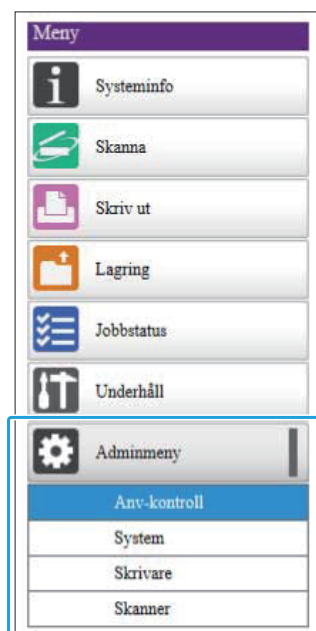 Meny
Systeminfo
Skanna
Skriv ut
Lagring
Jobbstatus
Underhåll
Adminmeny
Anv-kontroll
System
Skrivare
Skanner